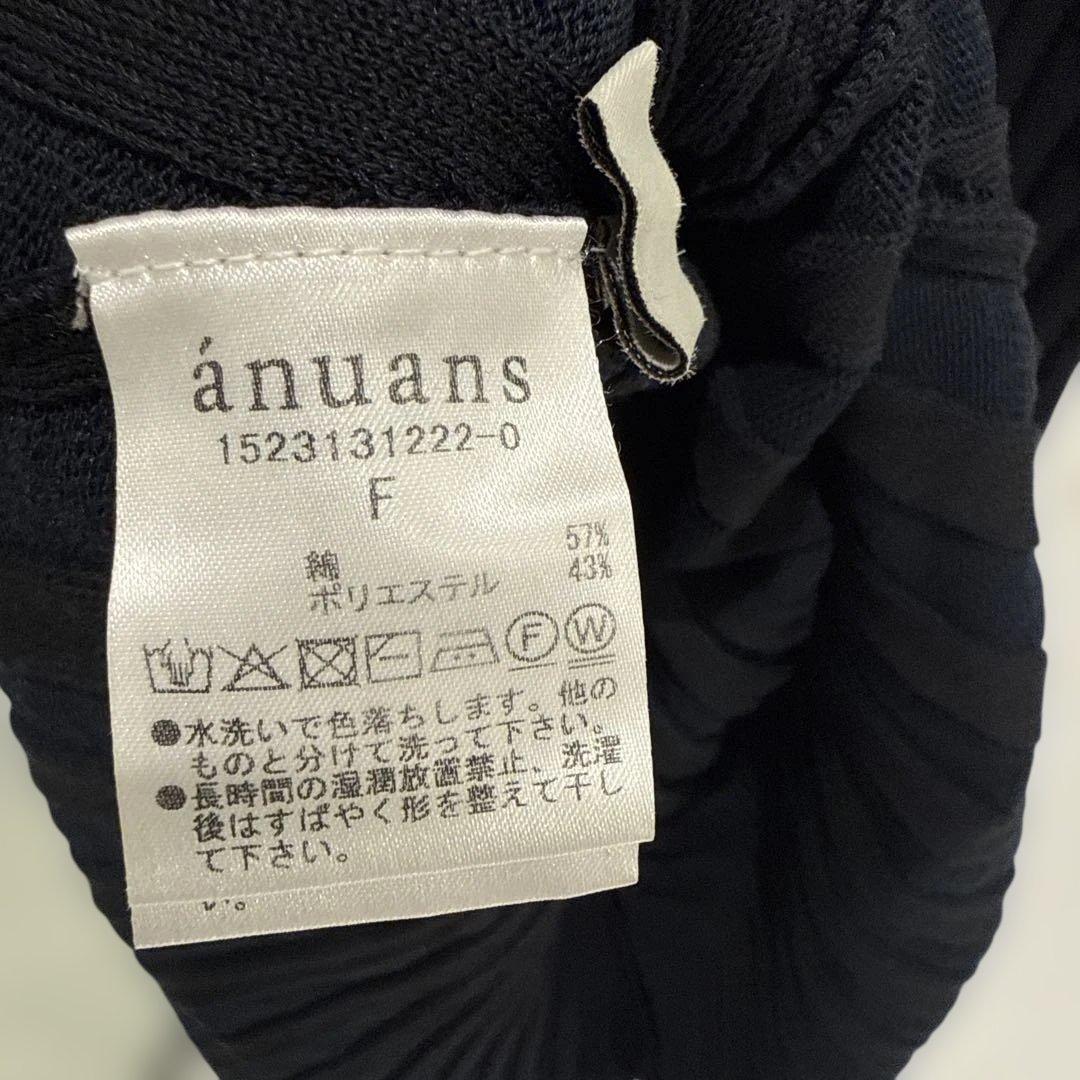 ánuans
1523131222-0
F
綿 57%
ポリエステル 43%
F W
●水洗いで色落ちします。他の
ものと分けて洗って下さい。
●長時間の湿潤放置禁止、洗濯
後はすばやく形を整えて干し
て下さい。